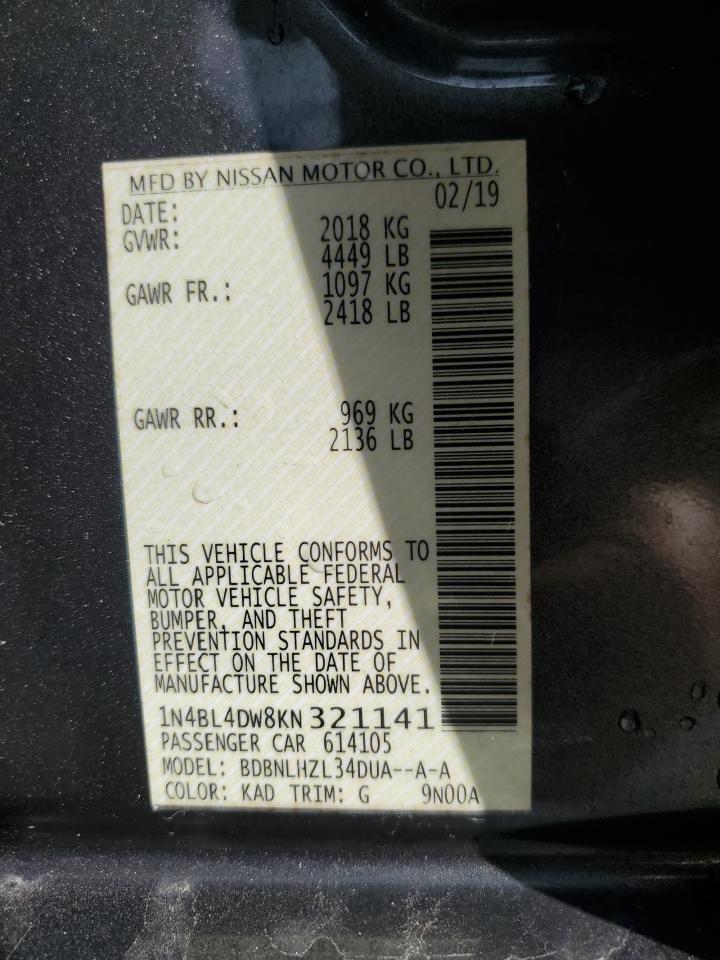 MFD BY NISSAN MOTOR CO., LTD.
DATE: 02/19
GVWR: 2018 KG
4449 LB
GAWR FR.: 1097 KG
2418 LB
GAWR RR.: 969 KG
2136 LB
THIS VEHICLE CONFORMS TO
ALL APPLICABLE FEDERAL
MOTOR VEHICLE SAFETY,
BUMPER, AND THEFT
PREVENTION STANDARDS IN
EFFECT ON THE DATE OF
MANUFACTURE SHOWN ABOVE.
1N4BL4DW8KN321141
PASSENGER CAR 614105
MODEL: BDBNLHZL34DUA--A-A
COLOR: KAD TRIM: G 9N00A